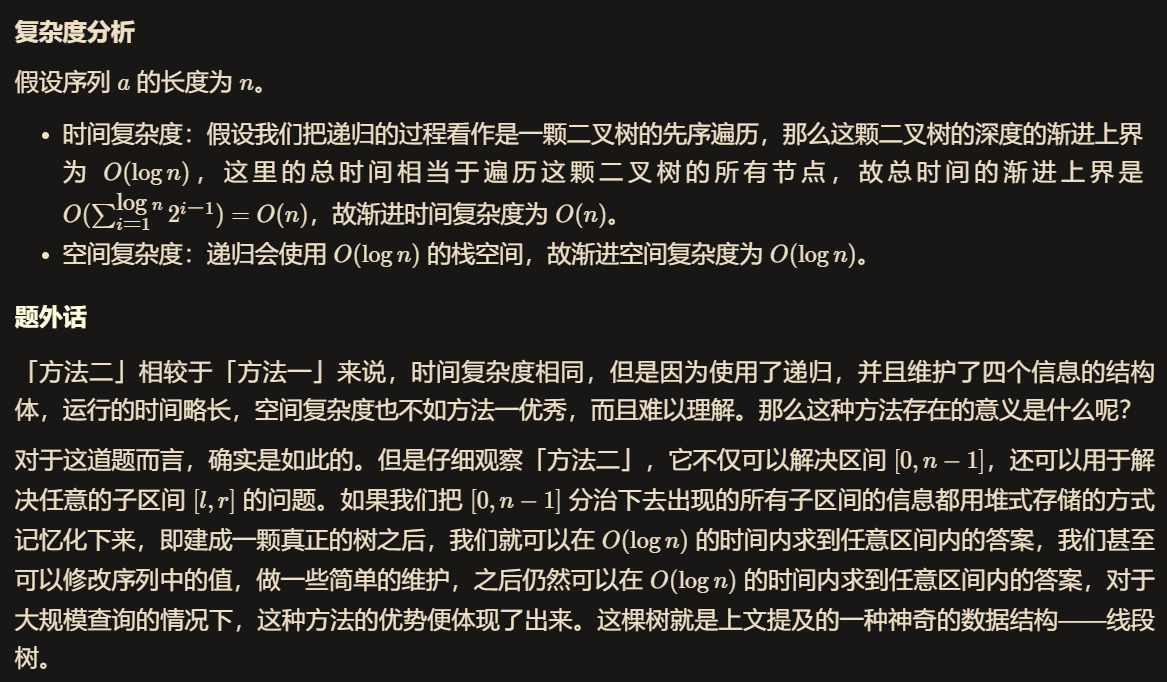 复杂度分析
假设序列 a 的长度为 n。
• 时间复杂度：假设我们把递归的过程看作是一颗二叉树的先序遍历，那么这颗二叉树的深度的渐进上界
为 O(log n)，这里的总时间相当于遍历这颗二叉树的所有节点，故总时间的渐进上界是
O(∑_{i=1}^{log n} 2^{i−1}) = O(n)，故渐进时间复杂度为 O(n)。
• 空间复杂度：递归会使用 O(log n) 的栈空间，故渐进空间复杂度为 O(log n)。
题外话
「方法二」相较于「方法一」来说，时间复杂度相同，但是因为使用了递归，并且维护了四个信息的结构
体，运行的时间略长，空间复杂度也不如方法一优秀，而且难以理解。那么这种方法存在的意义是什么呢？
对于这道题而言，确实是如此的。但是仔细观察「方法二」，它不仅可以解决区间 [0, n − 1]，还可以用于解
决任意的子区间 [l, r] 的问题。如果我们把 [0, n − 1] 分治下去出现的所有子区间的信息都用堆式存储的方式
记忆化下来，即建成一颗真正的树之后，我们就可以在 O(log n) 的时间内求到任意区间内的答案，我们甚至
可以修改序列中的值，做一些简单的维护，之后仍然可以在 O(log n) 的时间内求到任意区间内的答案，对于
大规模查询的情况下，这种方法的优势便体现了出来。这棵树就是上文提及的一种神奇的数据结构——线段
树。